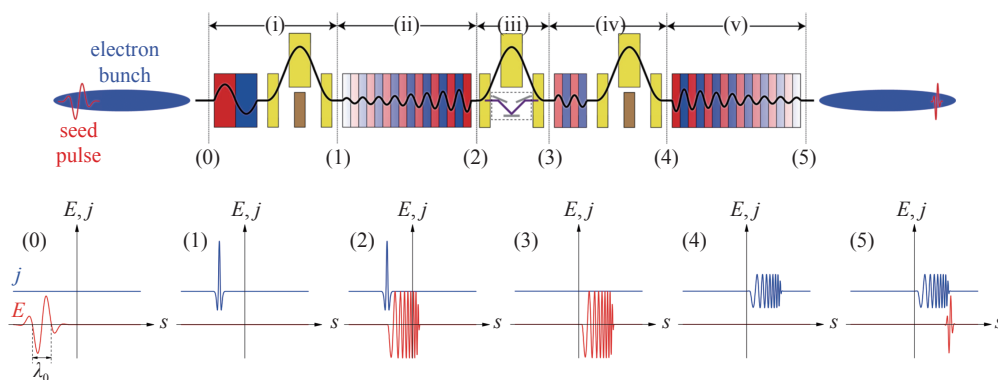 (i) (ii) (iii) (iv) (v)
electron
bunch
seed
pulse
(0) (1) (2) (3) (4) (5)
E, j E, j E, j E, j E, j E, j
(0) (1) (2) (3) (4) (5)
j
E
s s s s s s
λ0